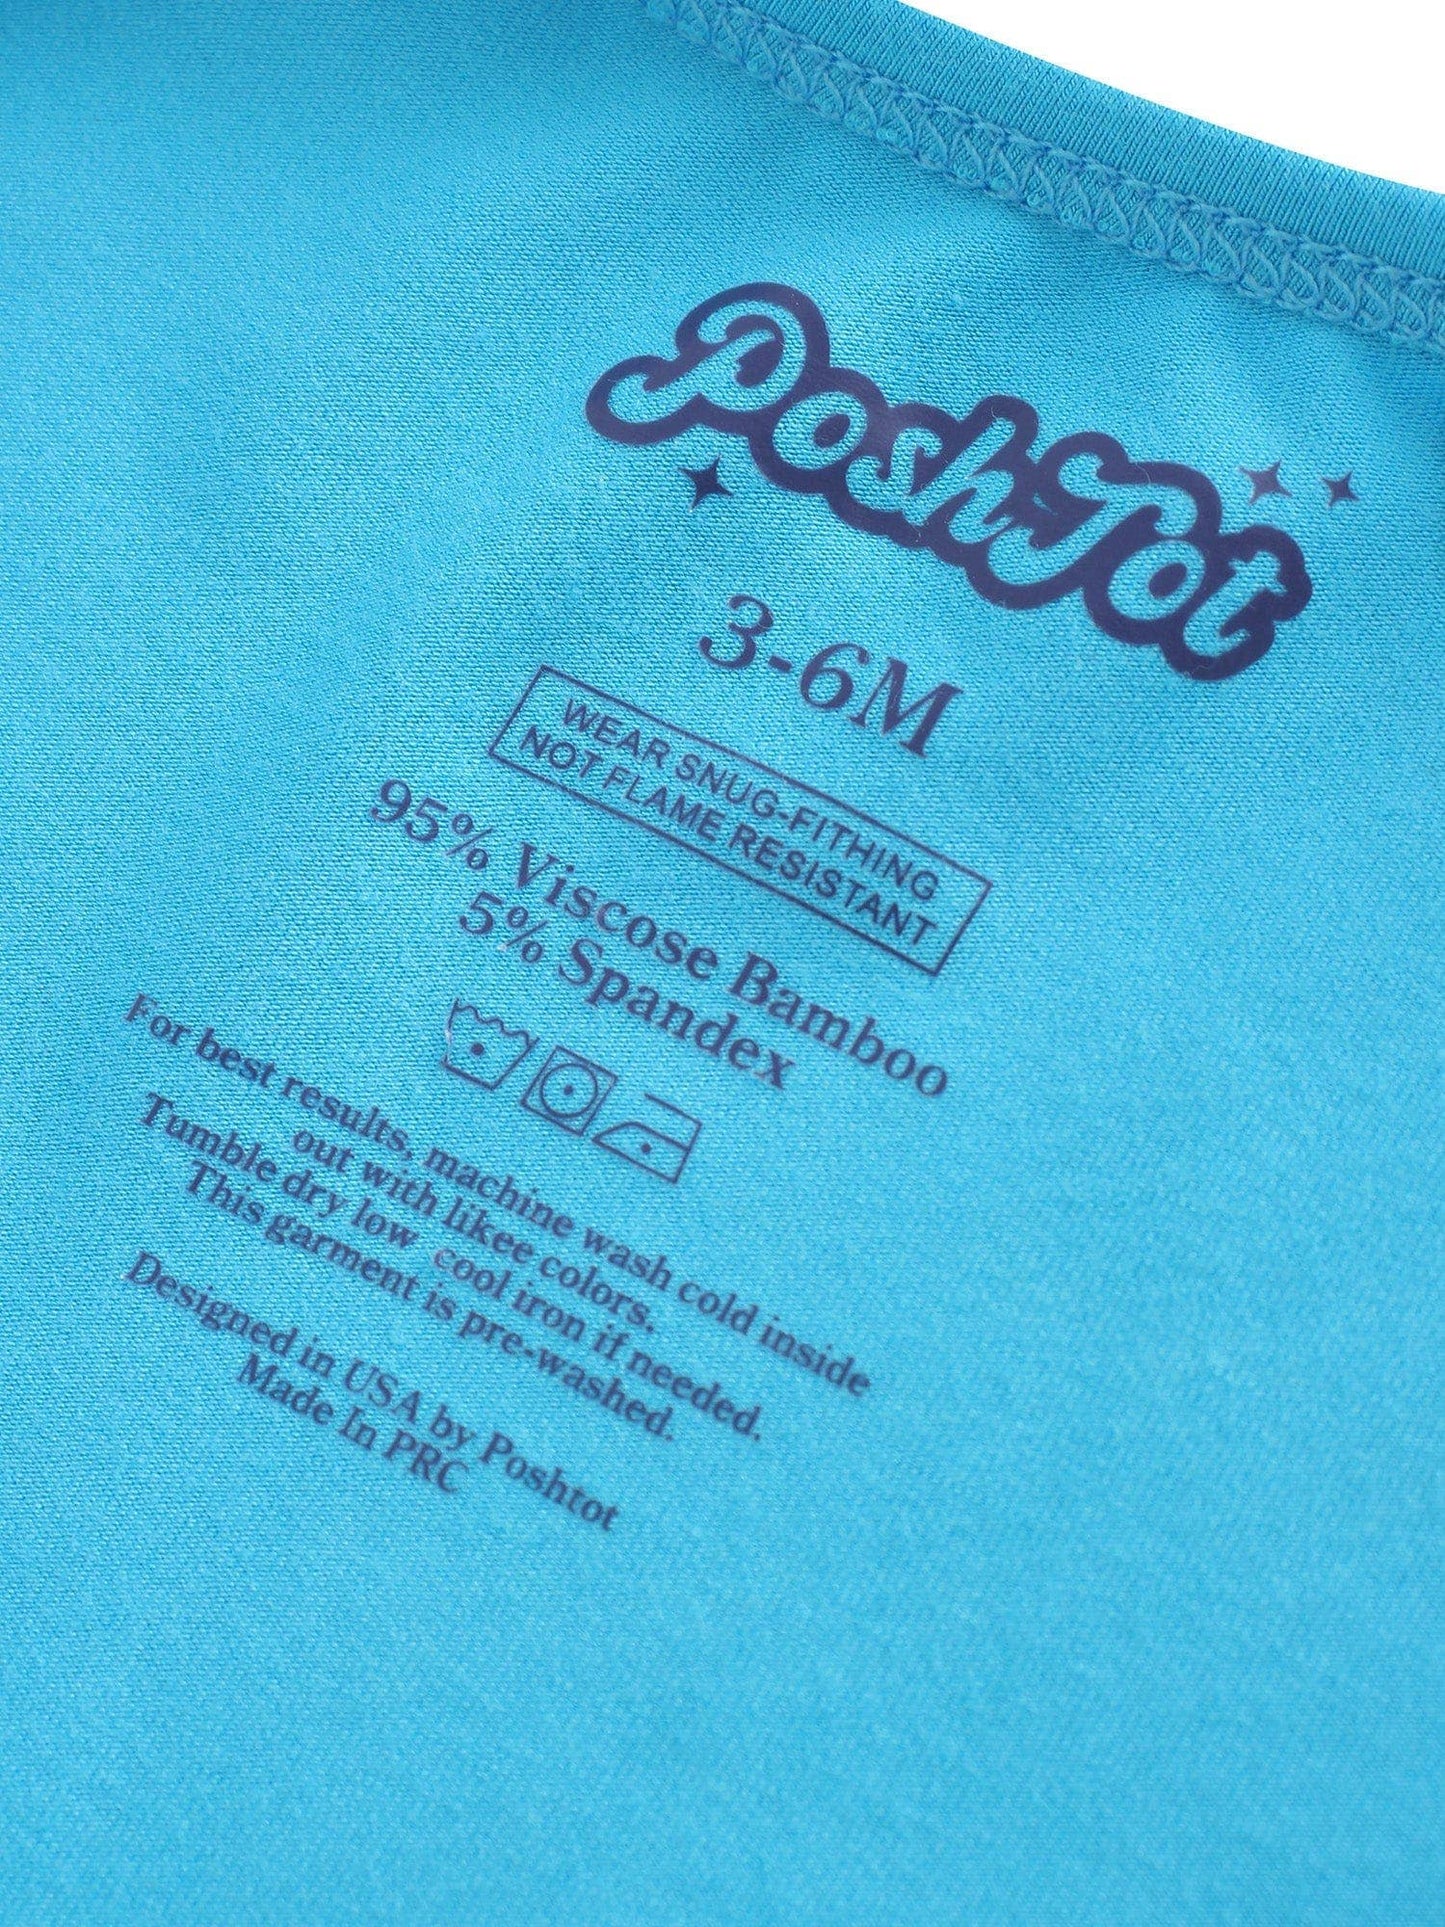 PoshTot
3-6M
WEAR SNUG-FITHING
NOT FLAME RESISTANT
95% Viscose Bamboo
5% Spandex
For best results, machine wash cold inside
out with likee colors.
Tumble dry low cool iron if needed.
This garment is pre-washed.
Designed in USA by Poshtot
Made In PRC